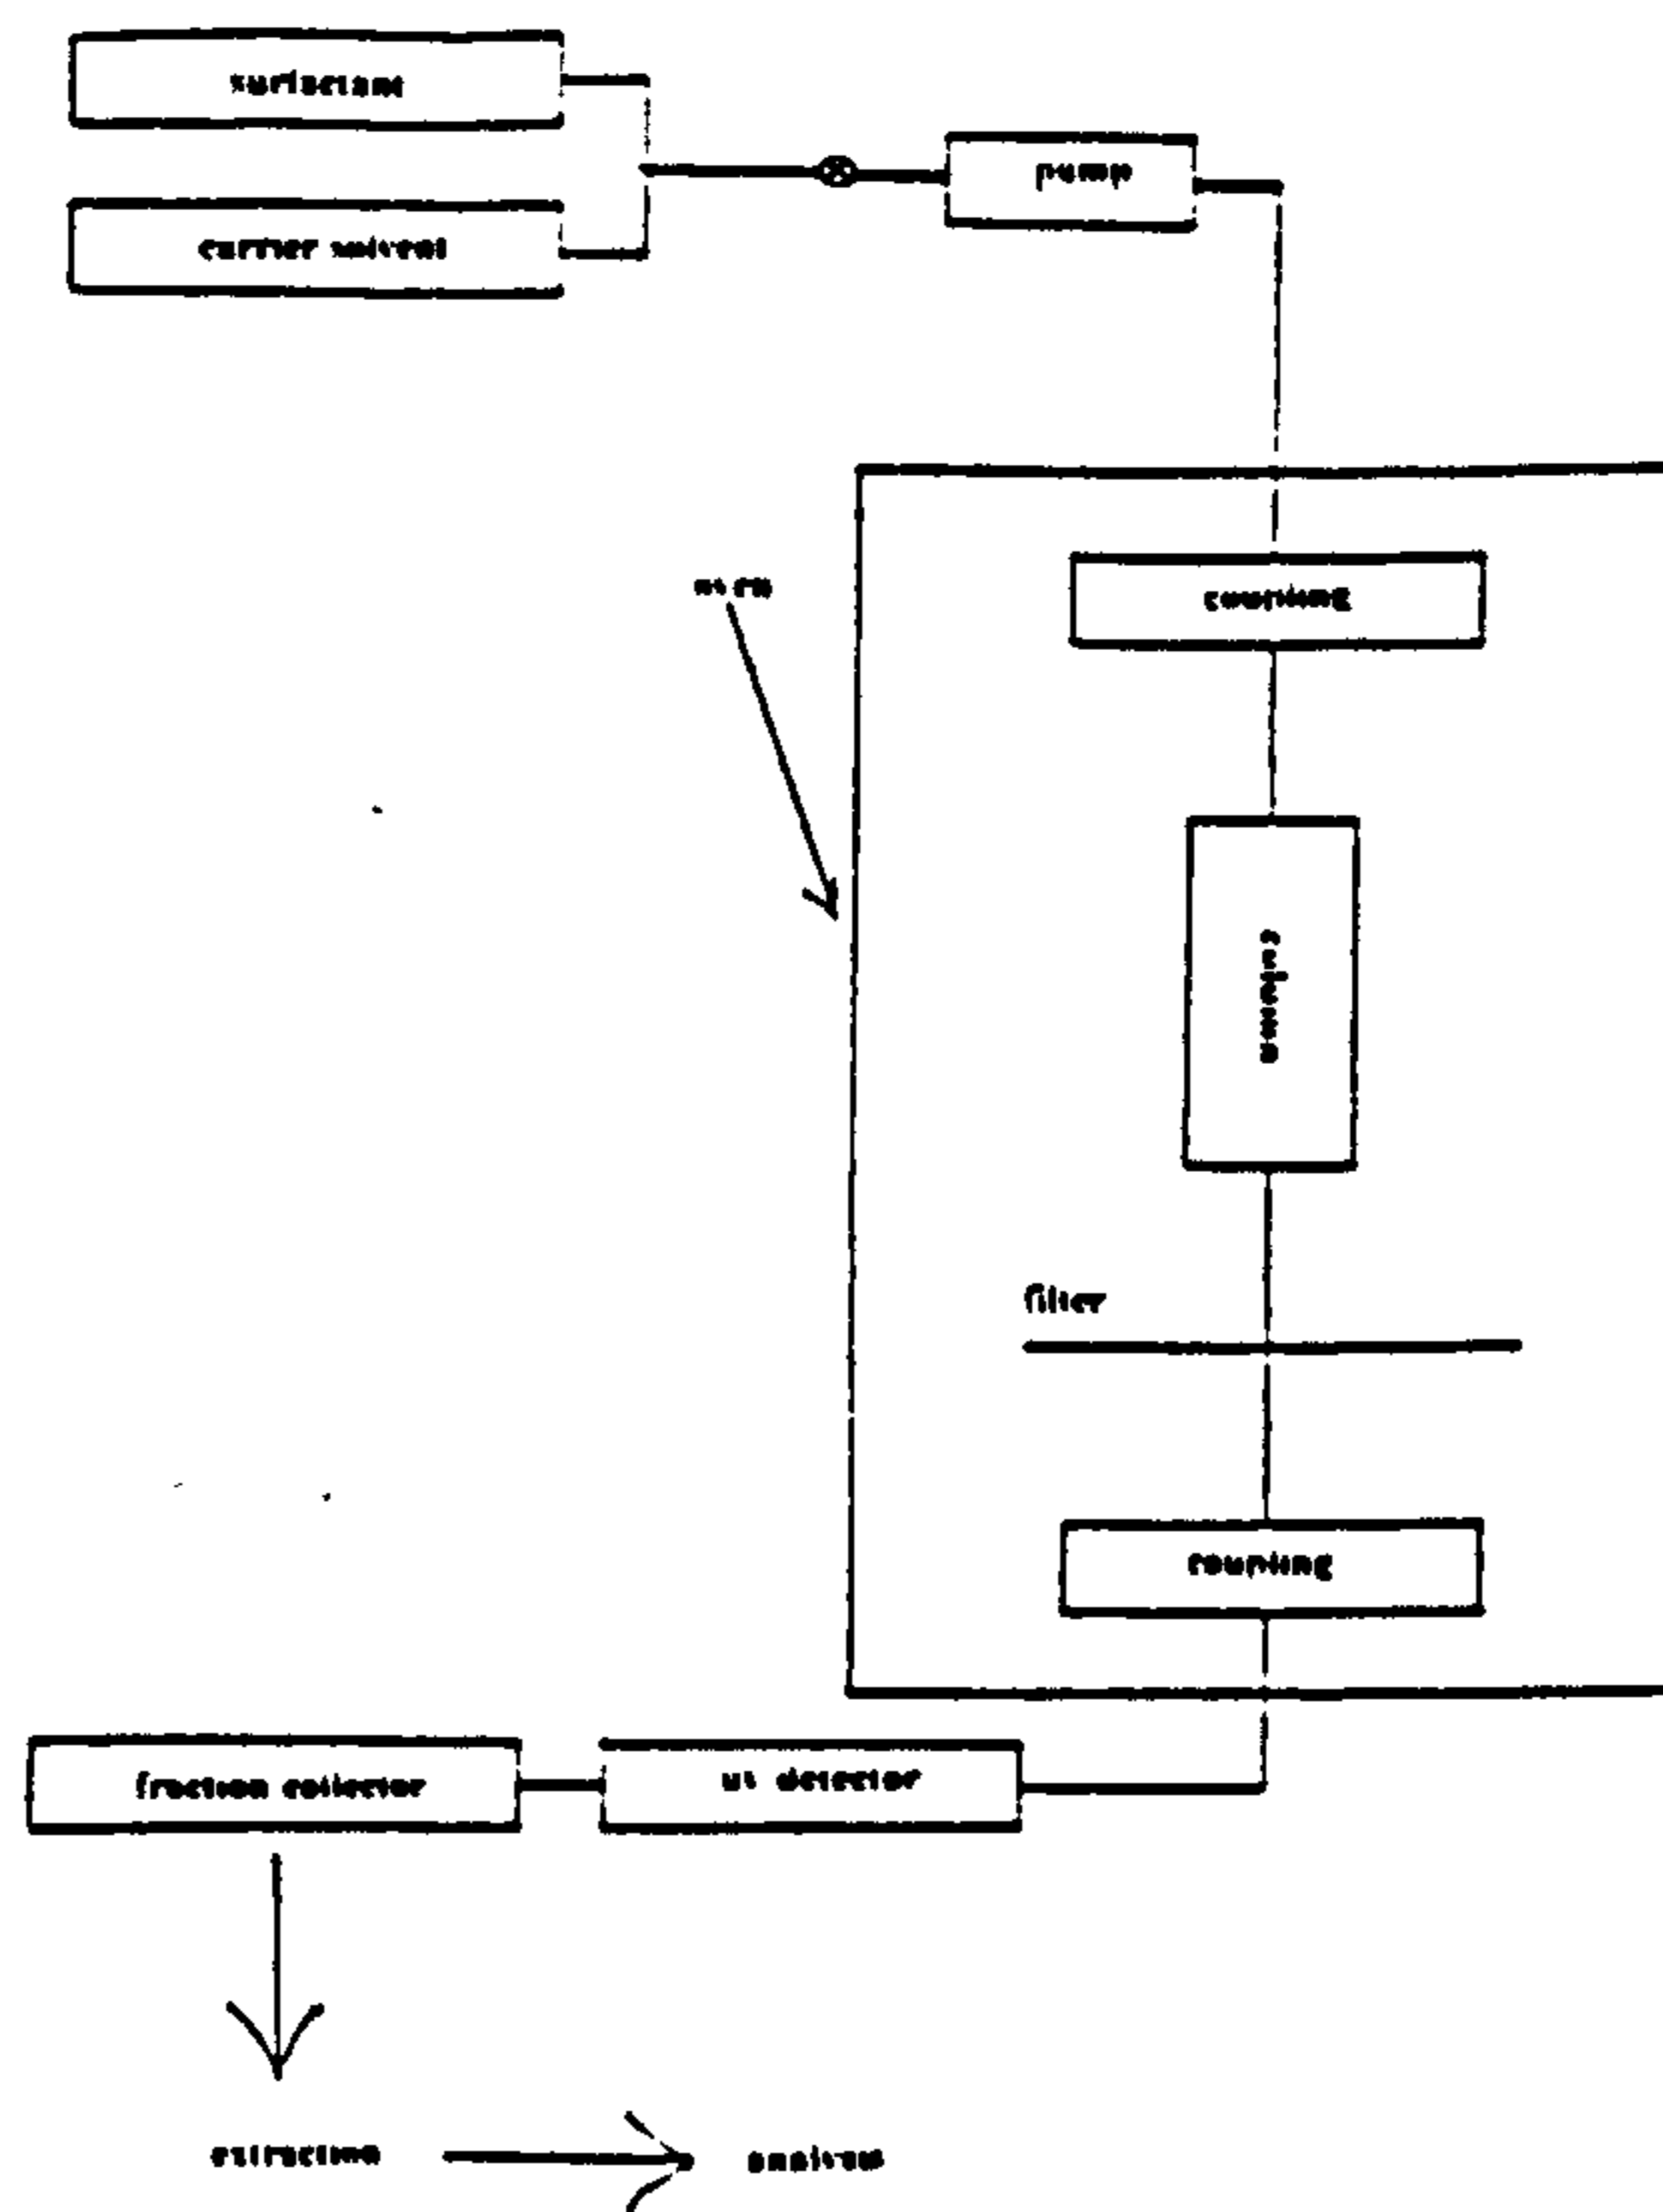 surfactant
carrier solvent
pump
coupling
column
filter
coupling
fraction collector
uv detector
extraction
analysis